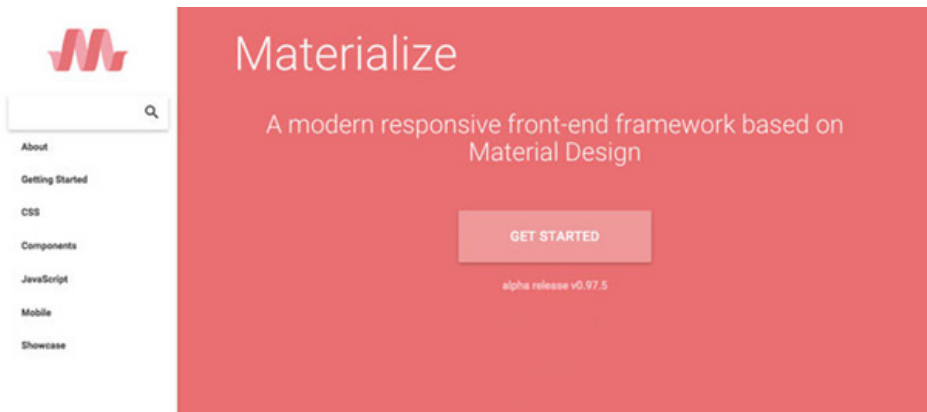 About
Getting Started
CSS
Components
JavaScript
Mobile
Showcase
Materialize
A modern responsive front-end framework based on
Material Design
GET STARTED
alpha release v0.97.5